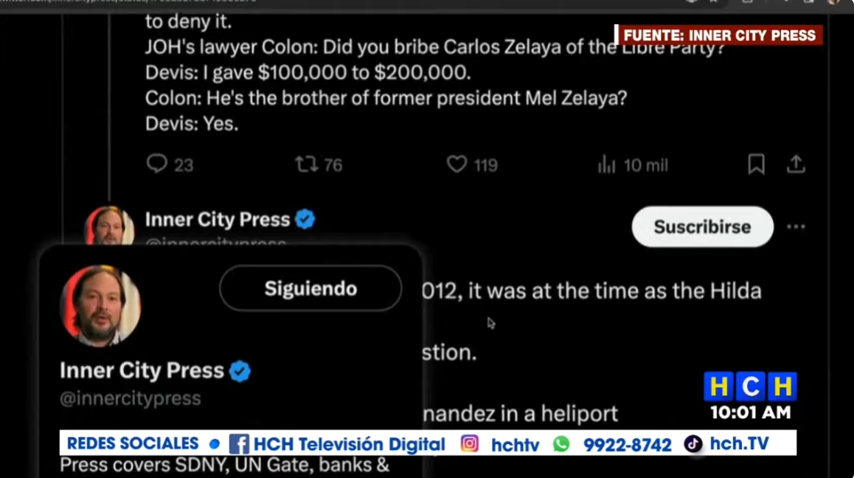 to deny it.
FUENTE: INNER CITY PRESS
JOH's lawyer Colon: Did you bribe Carlos Zelaya of the Libre Party?
Devis: I gave $100,000 to $200,000.
Colon: He's the brother of former president Mel Zelaya?
Devis: Yes.
23 76 119 10 mil
Inner City Press
@innercitypress
Suscribirse
Siguiendo
012, it was at the time as the Hilda
stion.
Inner City Press
@innercitypress
nandez in a heliport
HCH
10:01 AM
REDES SOCIALES HCH Televisión Digital hchtv 9922-8742 hch.TV
Press covers SDNY, UN Gate, banks &